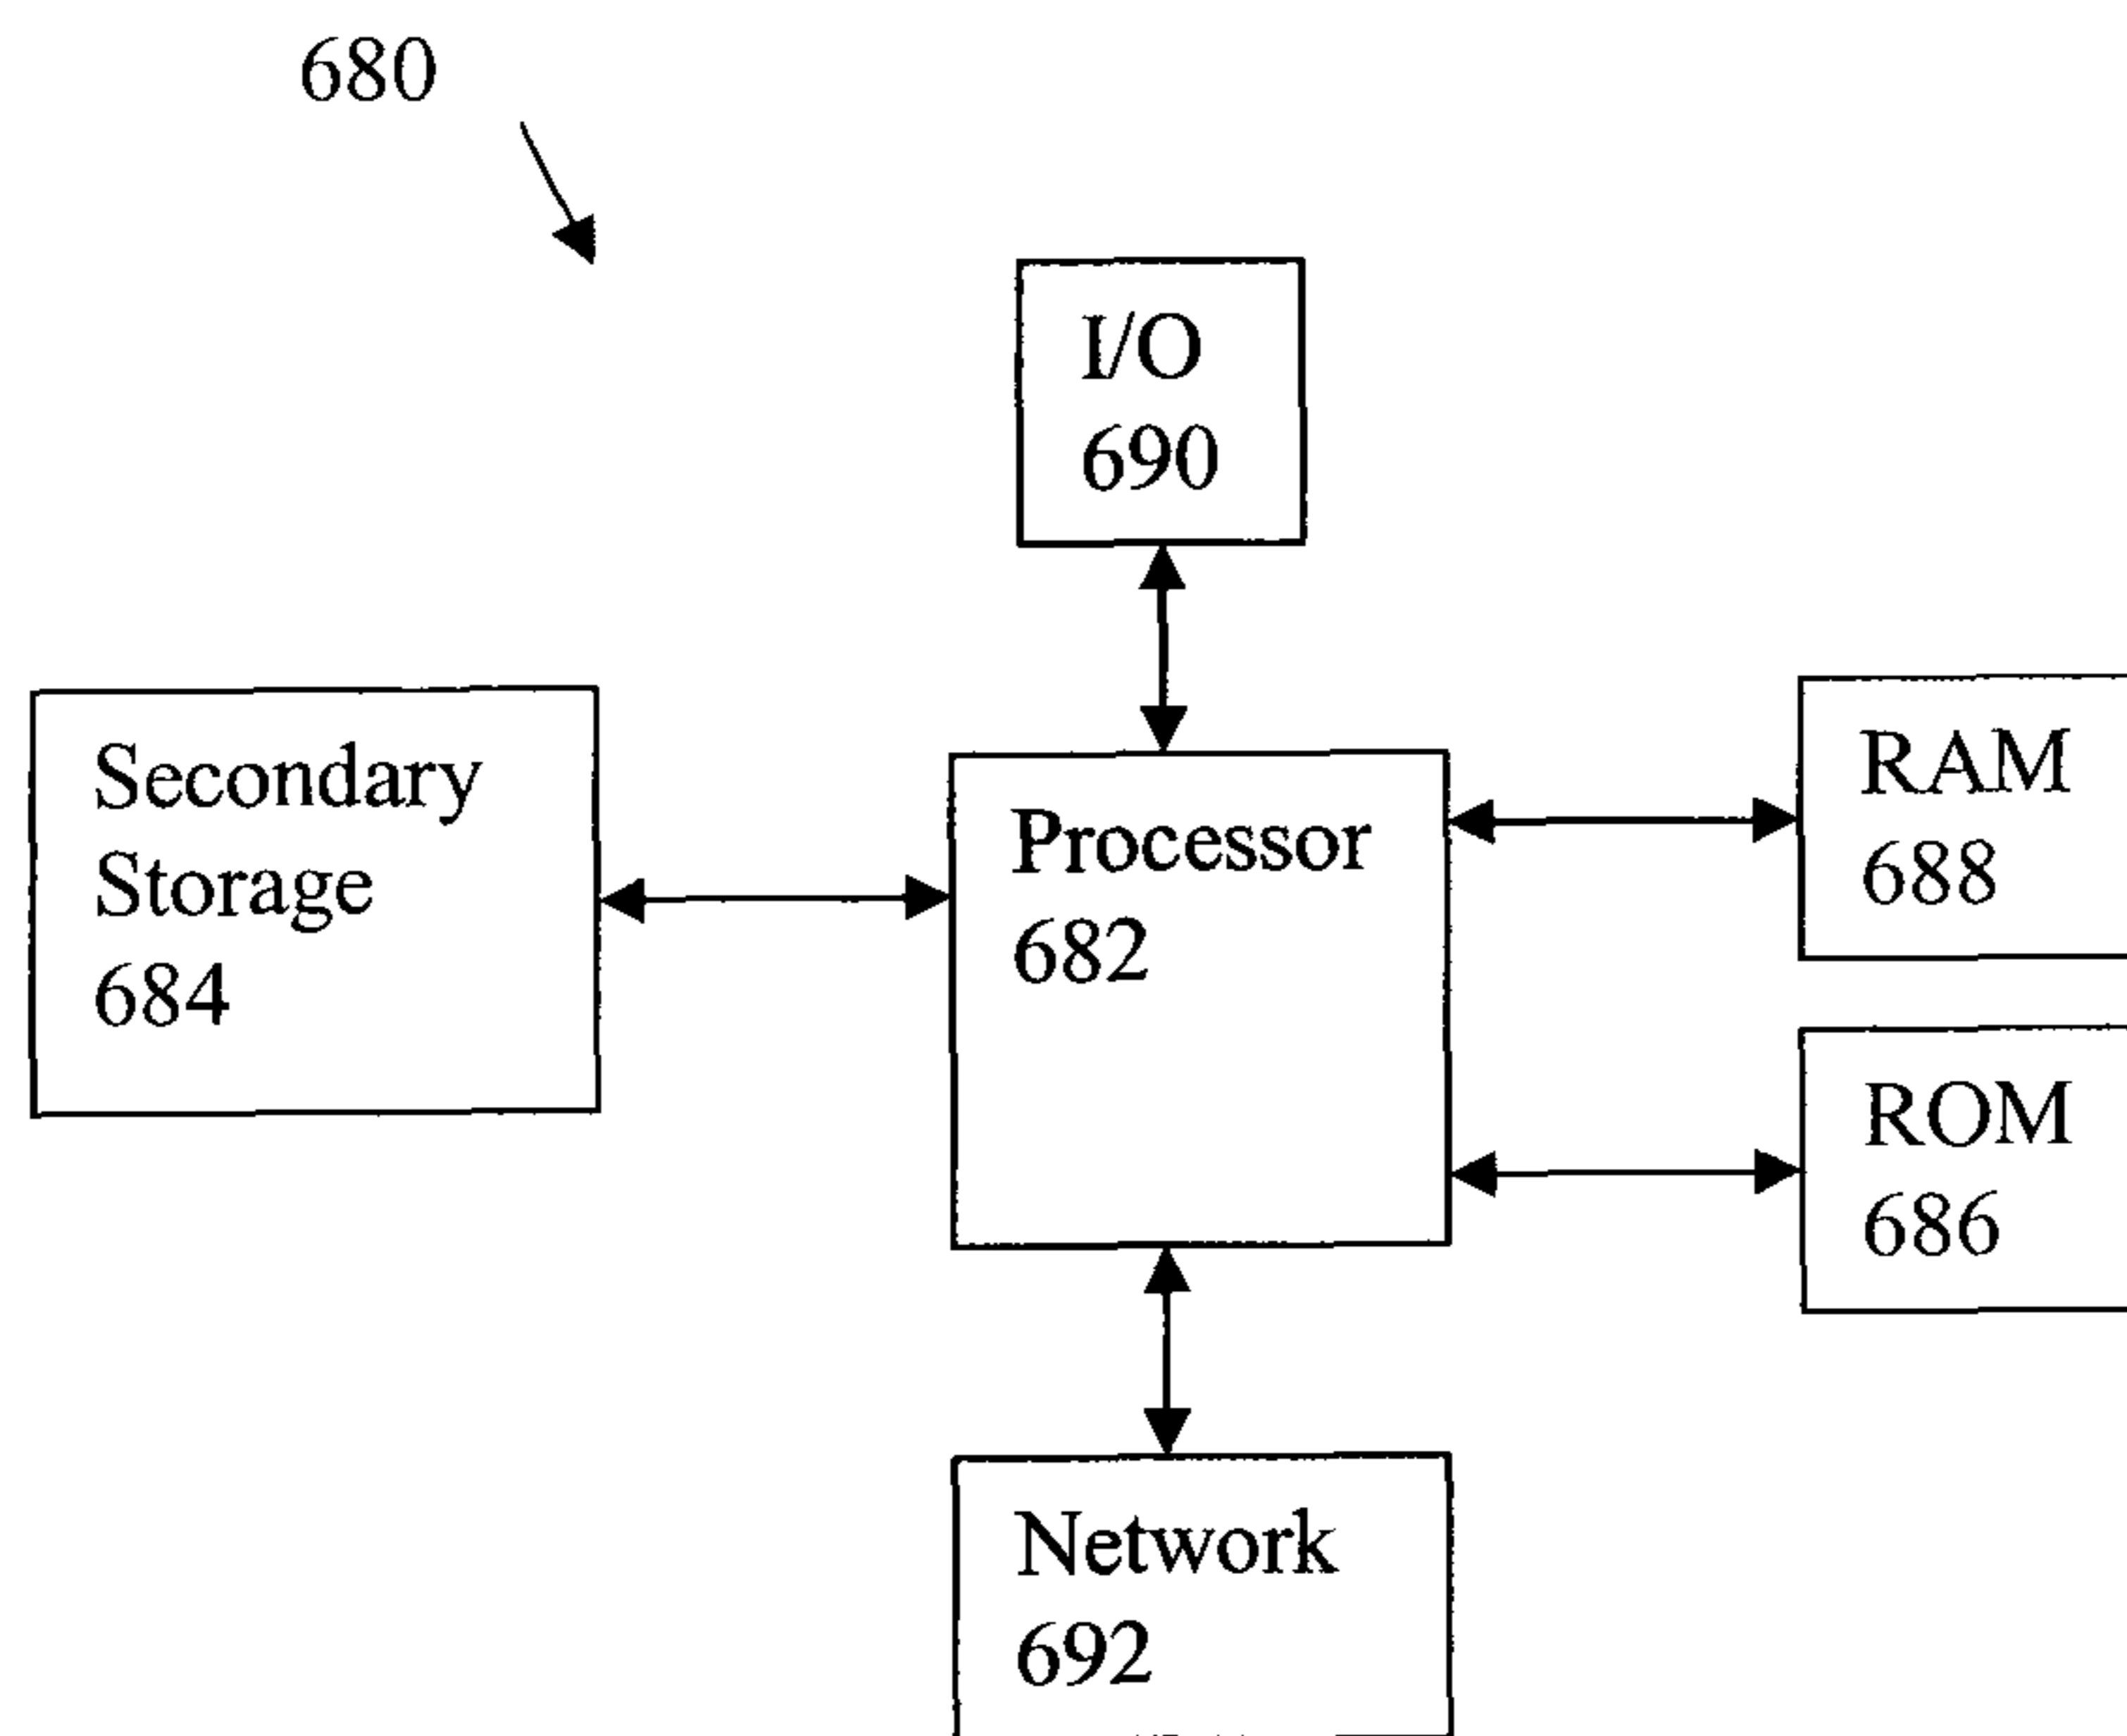 680
I/O
690
Secondary
Storage
684
Processor
682
RAM
688
ROM
686
Network
692